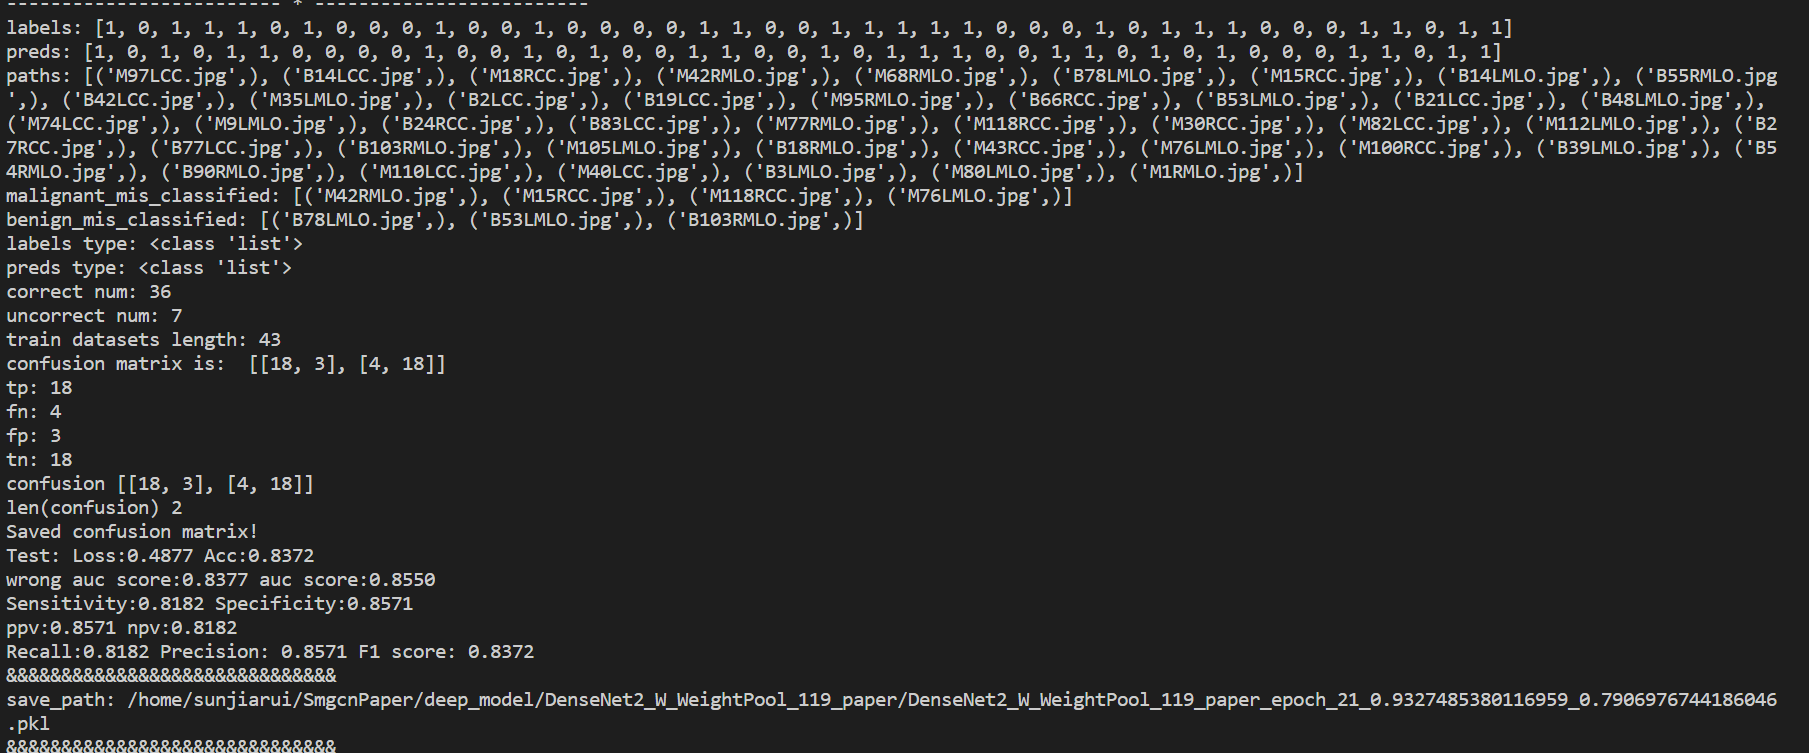 ------------------------- * -------------------------
labels: [1, 0, 1, 1, 1, 0, 1, 0, 0, 0, 1, 0, 0, 1, 0, 0, 0, 0, 1, 1, 0, 0, 1, 1, 1, 1, 1, 0, 0, 0, 1, 0, 1, 1, 1, 0, 0, 0, 1, 1, 0, 1, 1]
preds: [1, 0, 1, 0, 1, 1, 0, 0, 0, 0, 1, 0, 0, 1, 0, 1, 0, 0, 1, 1, 0, 0, 1, 0, 1, 1, 1, 0, 0, 1, 1, 0, 1, 0, 1, 0, 0, 0, 1, 1, 0, 1, 1]
paths: [('M97LCC.jpg',), ('B14LCC.jpg',), ('M18RCC.jpg',), ('M42RMLO.jpg',), ('M68RMLO.jpg',), ('B78LMLO.jpg',), ('M15RCC.jpg',), ('B14LMLO.jpg',), ('B55RMLO.jpg
',), ('B42LCC.jpg',), ('M35LMLO.jpg',), ('B2LCC.jpg',), ('B19LCC.jpg',), ('M95RMLO.jpg',), ('B66RCC.jpg',), ('B53LMLO.jpg',), ('B21LCC.jpg',), ('B48LMLO.jpg',),
('M74LCC.jpg',), ('M9LMLO.jpg',), ('B24RCC.jpg',), ('B83LCC.jpg',), ('M77RMLO.jpg',), ('M118RCC.jpg',), ('M30RCC.jpg',), ('M82LCC.jpg',), ('M112LMLO.jpg',), ('B2
7RCC.jpg',), ('B77LCC.jpg',), ('B103RMLO.jpg',), ('M105LMLO.jpg',), ('B18RMLO.jpg',), ('M43RCC.jpg',), ('M76LMLO.jpg',), ('M100RCC.jpg',), ('B39LMLO.jpg',), ('B5
4RMLO.jpg',), ('B90RMLO.jpg',), ('M110LCC.jpg',), ('M40LCC.jpg',), ('B3LMLO.jpg',), ('M80LMLO.jpg',), ('M1RMLO.jpg',)]
malignant_mis_classified: [('M42RMLO.jpg',), ('M15RCC.jpg',), ('M118RCC.jpg',), ('M76LMLO.jpg',)]
benign_mis_classified: [('B78LMLO.jpg',), ('B53LMLO.jpg',), ('B103RMLO.jpg',)]
labels type: <class 'list'>
preds type: <class 'list'>
correct num: 36
uncorrect num: 7
train datasets length: 43
confusion matrix is:  [[18, 3], [4, 18]]
tp: 18
fn: 4
fp: 3
tn: 18
confusion [[18, 3], [4, 18]]
len(confusion) 2
Saved confusion matrix!
Test: Loss:0.4877 Acc:0.8372
wrong auc score:0.8377 auc score:0.8550
Sensitivity:0.8182 Specificity:0.8571
ppv:0.8571 npv:0.8182
Recall:0.8182 Precision: 0.8571 F1 score: 0.8372
&&&&&&&&&&&&&&&&&&&&&&&&&&&&&&
save_path: /home/sunjiarui/SmgcnPaper/deep_model/DenseNet2_W_WeightPool_119_paper/DenseNet2_W_WeightPool_119_paper_epoch_21_0.9327485380116959_0.7906976744186046
.pkl
&&&&&&&&&&&&&&&&&&&&&&&&&&&&&&